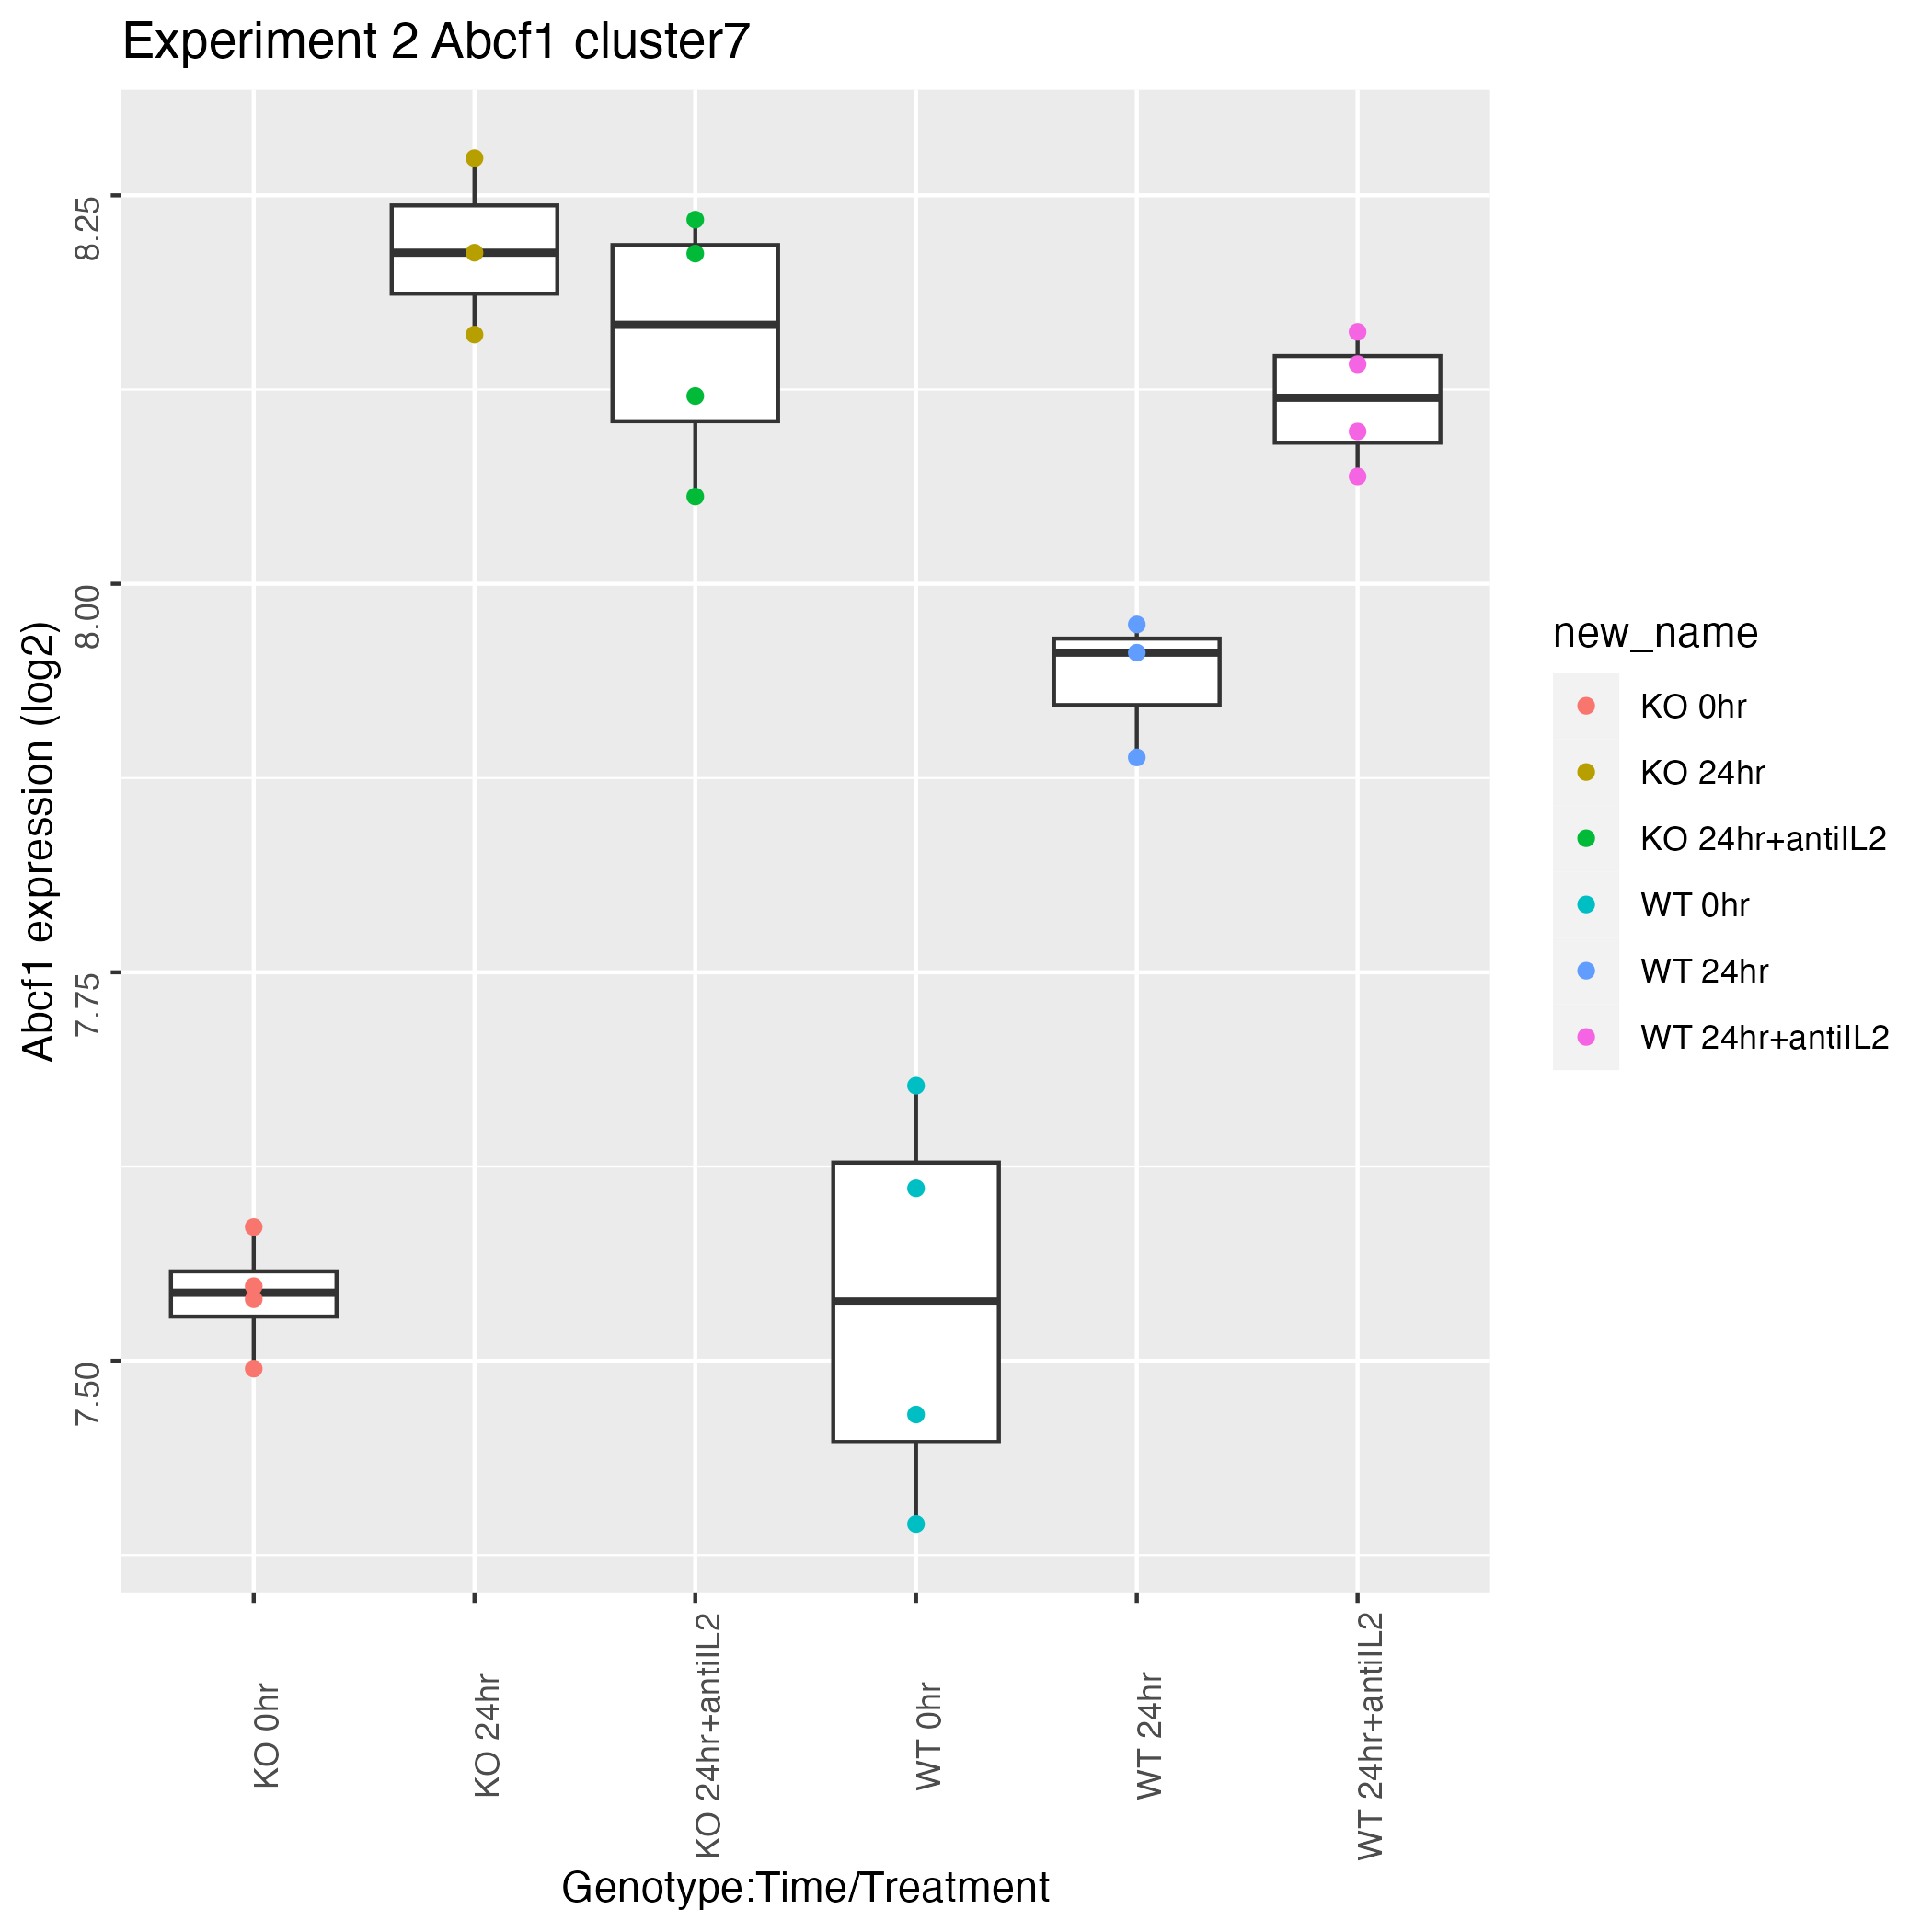 Experiment 2 Abcf1 cluster7
Abcf1 expression (log2)
8.25
8.00
7.75
7.50
KO 0hr
KO 24hr
KO 24hr+antiIL2
WT 0hr
WT 24hr
WT 24hr+antiIL2
Genotype:Time/Treatment
new_name
KO 0hr
KO 24hr
KO 24hr+antiIL2
WT 0hr
WT 24hr
WT 24hr+antiIL2